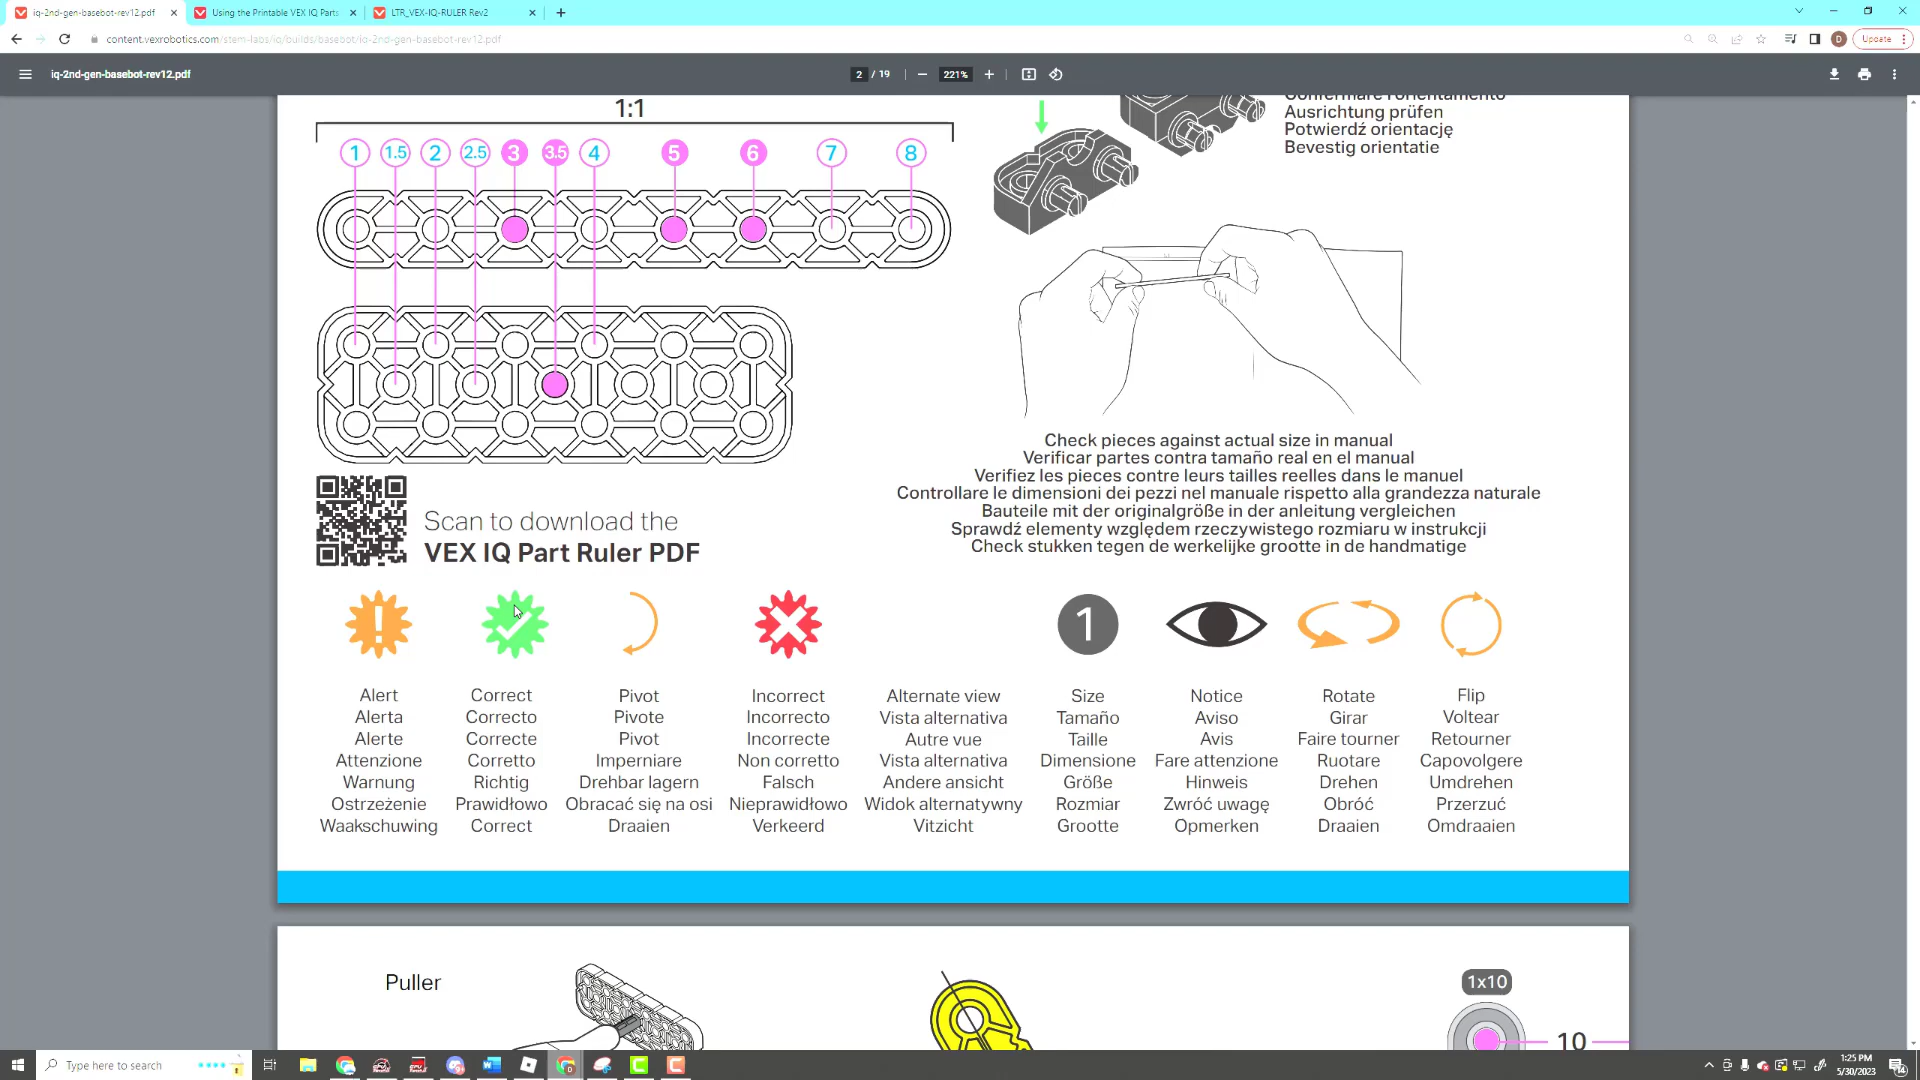 iq-2nd-gen-basebot-rev12.pdf
Using the Printable VEX IQ Parts
LTR_VEX-IQ-RULER Rev2
content.vexrobotics.com/stem-labs/iq/builds/basebot/iq-2nd-gen-basebot-rev12.pdf
D
Update
iq-2nd-gen-basebot-rev12.pdf
2 / 19
221%
1:1
1 1.5 2 2.5 3 3.5 4 5 6 7 8
Confermare l'orientamento
Ausrichtung prüfen
Potwierdź orientację
Bevestig orientatie
Check pieces against actual size in manual
Verificar partes contra tamaño real en el manual
Verifiez les pieces contre leurs tailles reelles dans le manuel
Controllare le dimensioni dei pezzi nel manuale rispetto alla grandezza naturale
Bauteile mit der originalgröße in der anleitung vergleichen
Sprawdź elementy względem rzeczywistego rozmiaru w instrukcji
Check stukken tegen de werkelijke grootte in de handmatige
Scan to download the
VEX IQ Part Ruler PDF
!
1
Alert
Alerta
Alerte
Attenzione
Warnung
Ostrzeżenie
Waakschuwing
Correct
Correcto
Correcte
Corretto
Richtig
Prawidłowo
Correct
Pivot
Pivote
Pivot
Imperniare
Drehbar lagern
Obracać się na osi
Draaien
Incorrect
Incorrecto
Incorrecte
Non corretto
Falsch
Nieprawidłowo
Verkeerd
Alternate view
Vista alternativa
Autre vue
Vista alternativa
Andere ansicht
Widok alternatywny
Vitzicht
Size
Tamaño
Taille
Dimensione
Größe
Rozmiar
Grootte
Notice
Aviso
Avis
Fare attenzione
Hinweis
Zwróć uwagę
Opmerken
Rotate
Girar
Faire tourner
Ruotare
Drehen
Obróć
Draaien
Flip
Voltear
Retourner
Capovolgere
Umdrehen
Przerzuć
Omdraaien
Puller
1x10
10
Type here to search
1:25 PM
5/30/2023